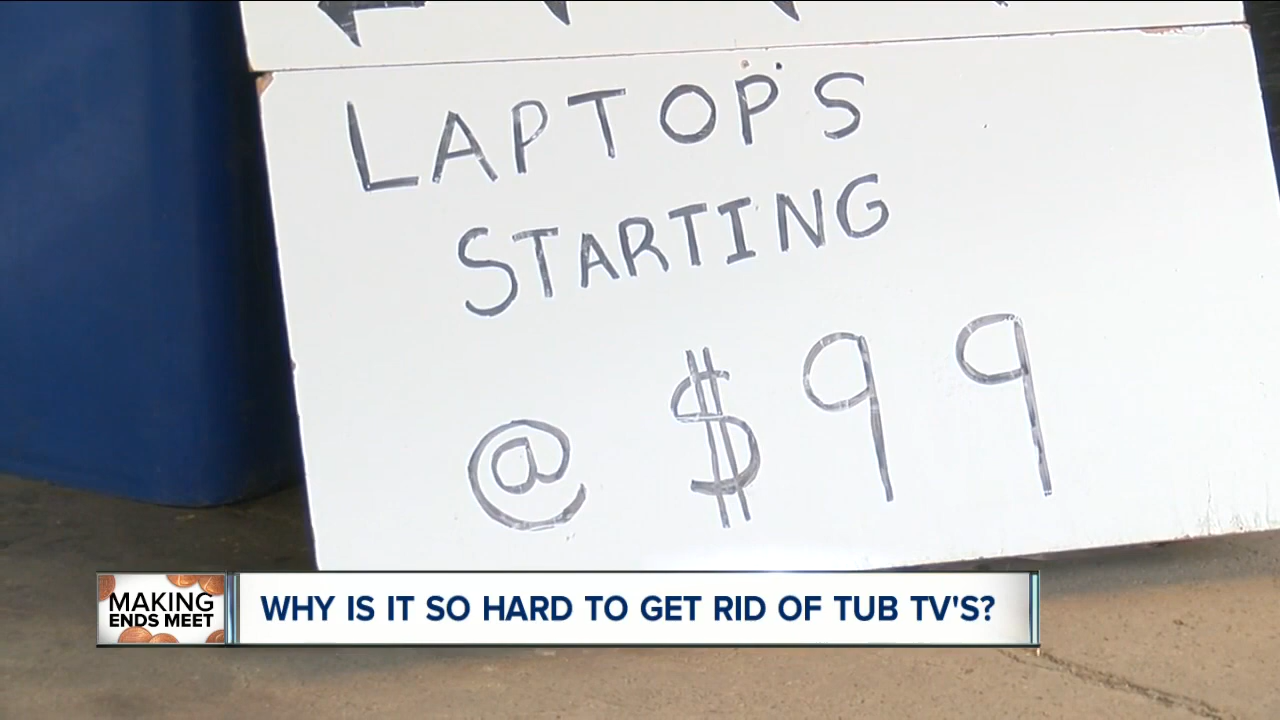 LAPTOP'S
STARTING
@ $99
MAKING
ENDS MEET
WHY IS IT SO HARD TO GET RID OF TUB TV'S?